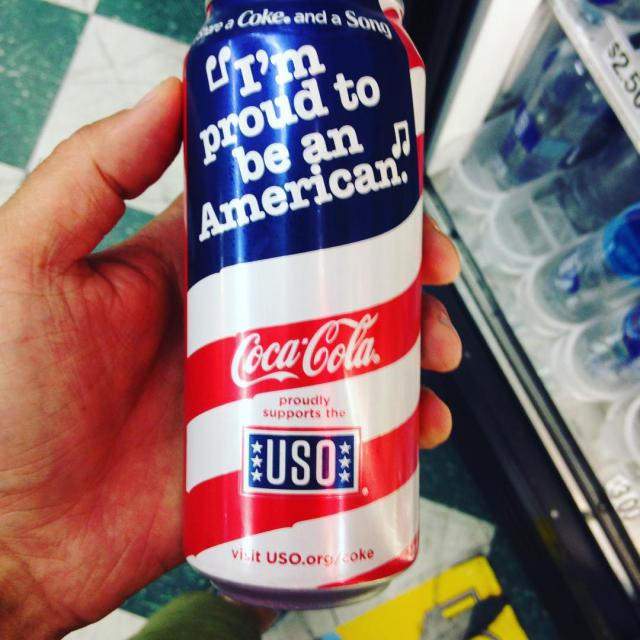 Share a Coke® and a Song
"I'm
proud to
be an
American."
Coca-Cola®
proudly
supports the
USO®
visit USO.org/coke